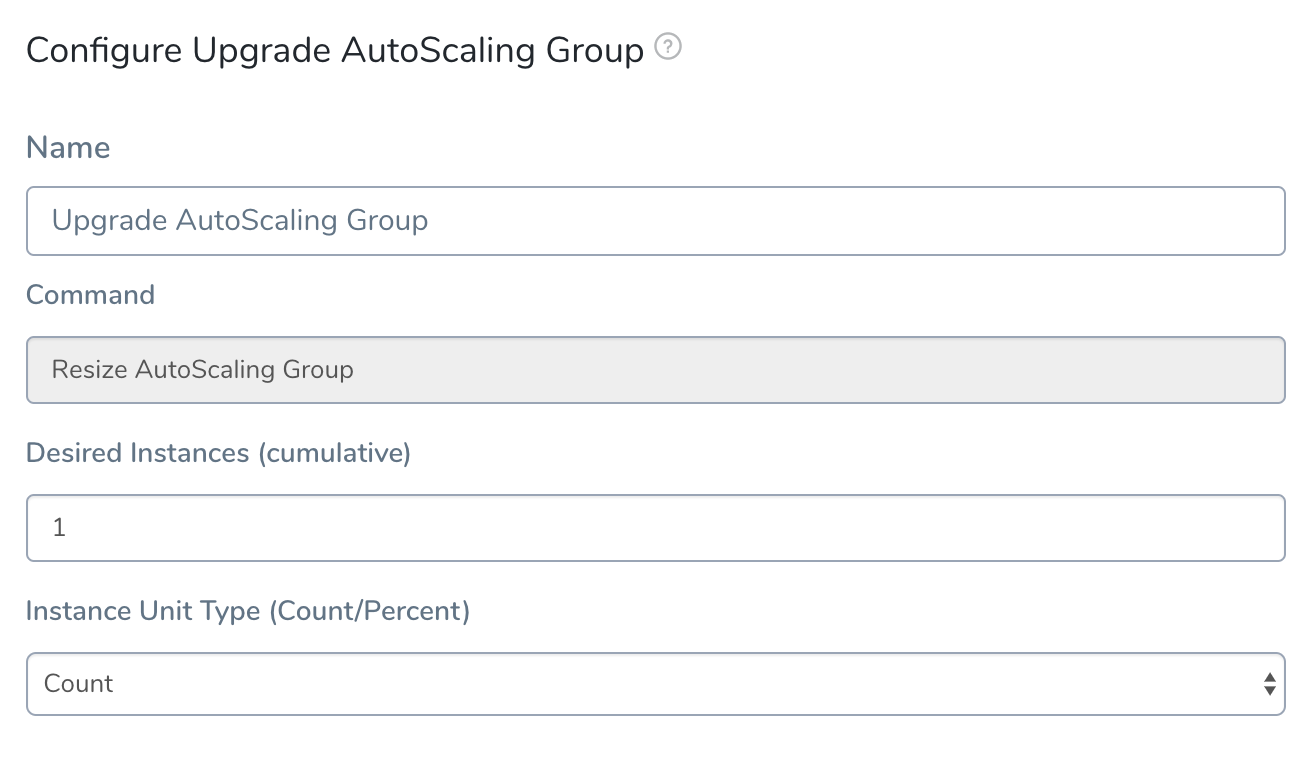 Configure Upgrade AutoScaling Group ?
Name
Upgrade AutoScaling Group
Command
Resize AutoScaling Group
Desired Instances (cumulative)
1
Instance Unit Type (Count/Percent)
Count